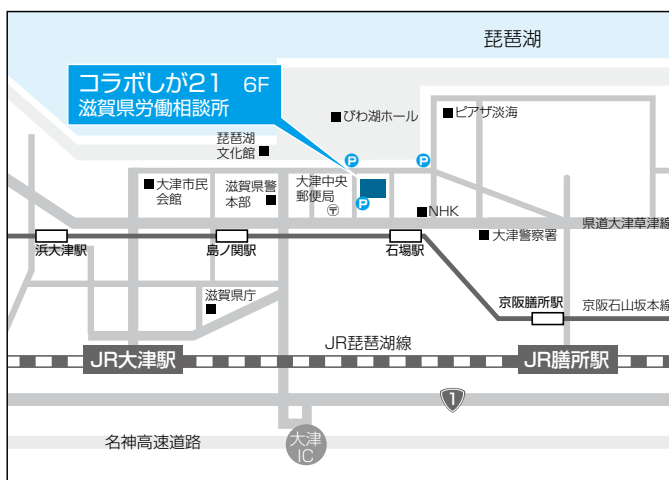 琵琶湖
コラボしが21 6F
滋賀県労働相談所
びわ湖ホール
ピアザ淡海
琵琶湖
文化館
P
P
大津市民
会館
滋賀県警
本部
大津中央
郵便局
〒
P
NHK
県道大津草津線
大津警察署
浜大津駅
島ノ関駅
石場駅
滋賀県庁
京阪膳所駅
京阪石山坂本線
JR琵琶湖線
JR大津駅
JR膳所駅
1
名神高速道路
大津
IC